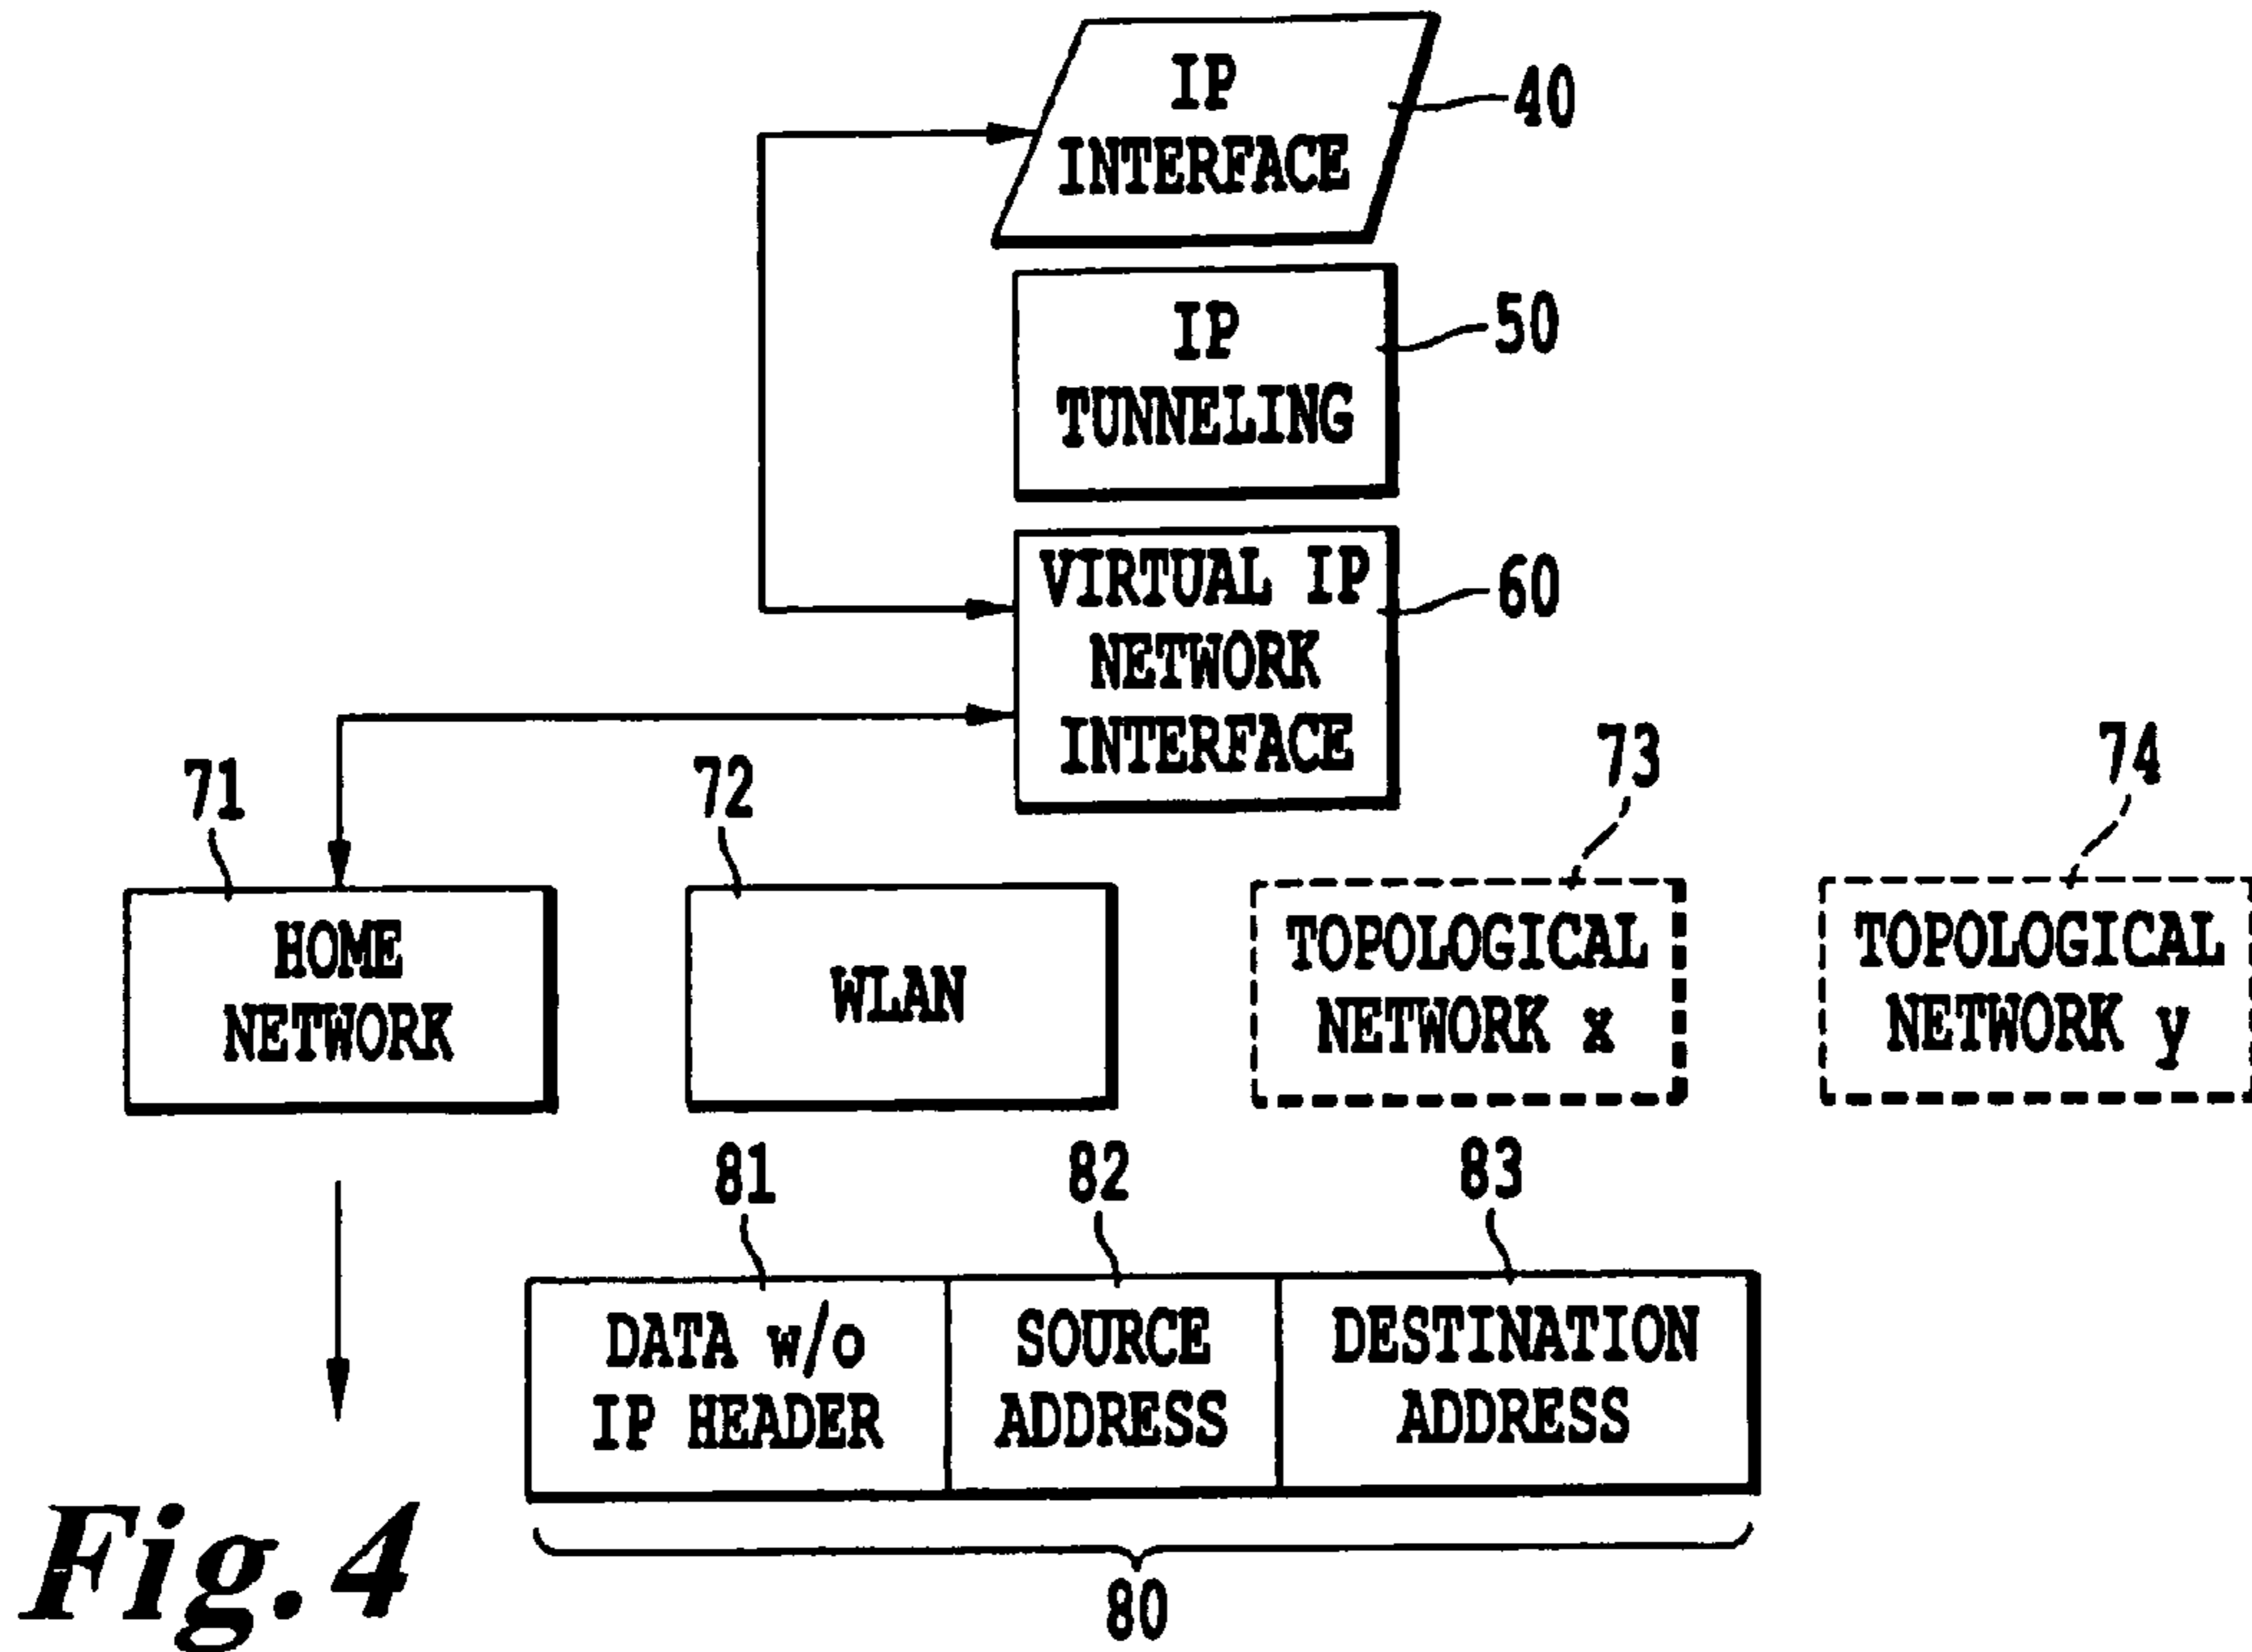 IP
INTERFACE
40
IP
TUNNELING
50
VIRTUAL IP
NETWORK
INTERFACE
60
71
72
73
74
HOME
NETWORK
WLAN
TOPOLOGICAL
NETWORK x
TOPOLOGICAL
NETWORK y
81
82
83
DATA w/o
IP HEADER
SOURCE
ADDRESS
DESTINATION
ADDRESS
80
Fig.4